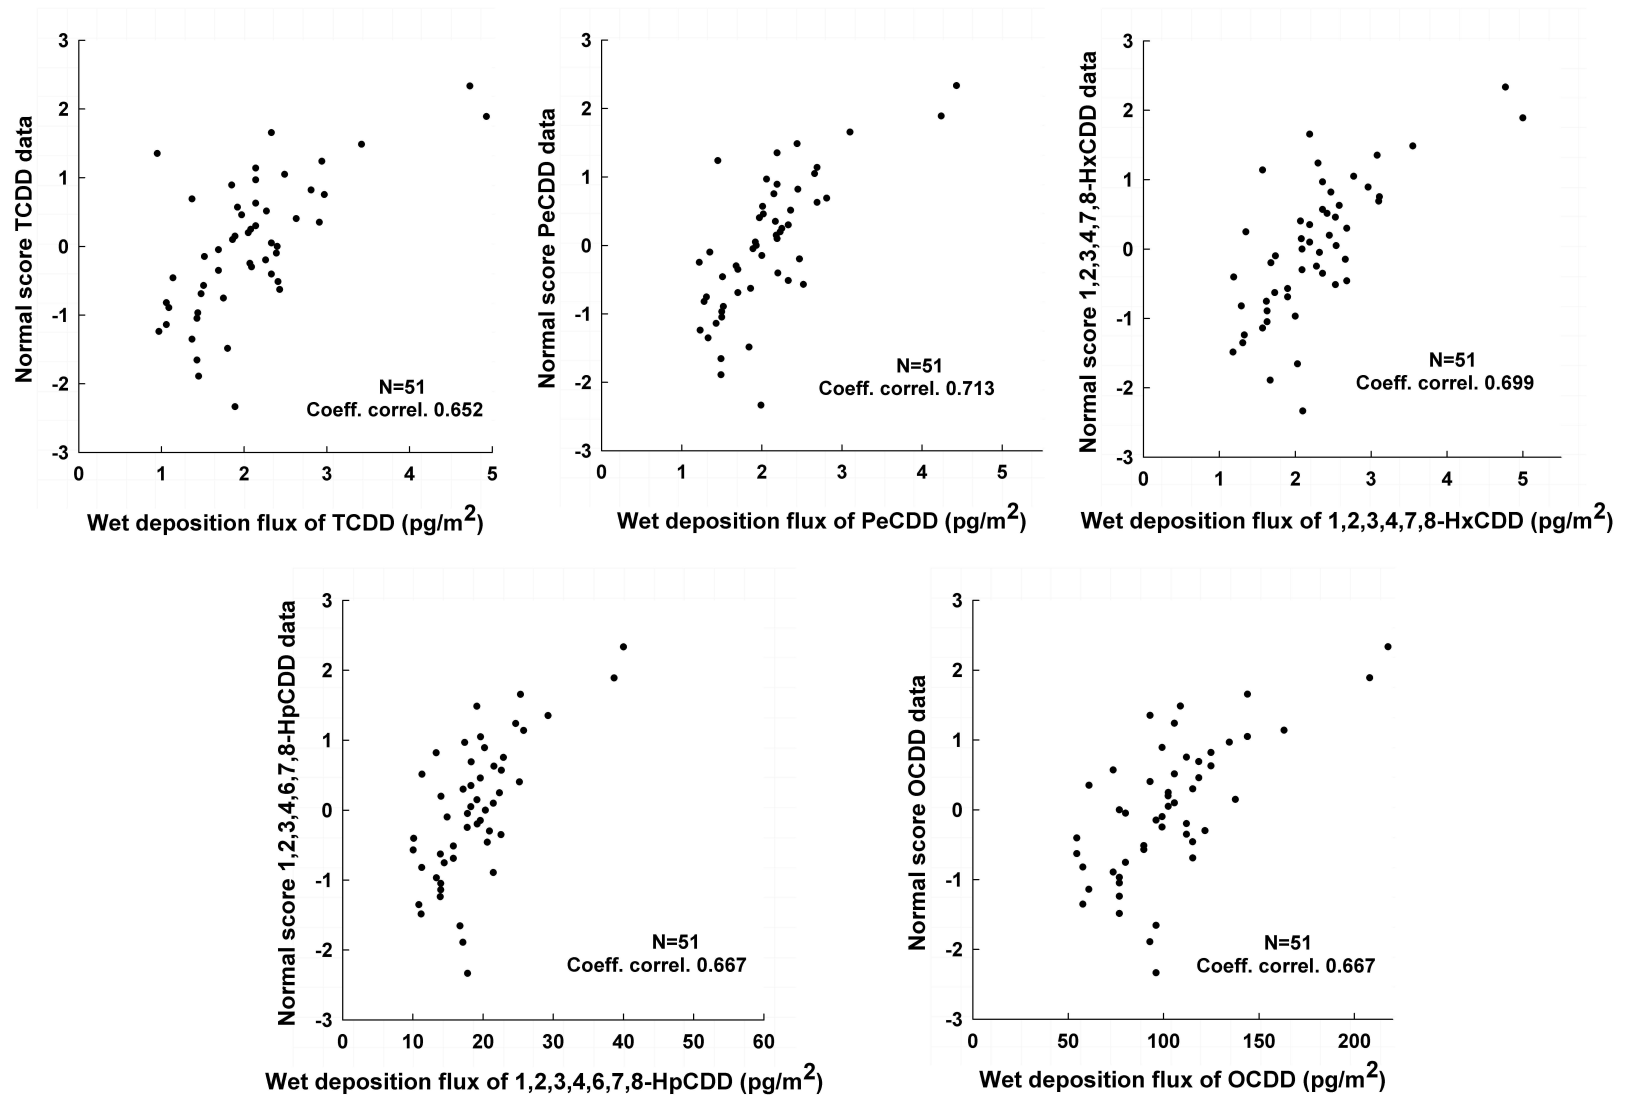 Normal score TCDD data
3
2
1
0
-1
-2
-3
0 1 2 3 4 5
N=51
Coeff. correl. 0.652
Wet deposition flux of TCDD (pg/m2)
Normal score PeCDD data
3
2
1
0
-1
-2
-3
0 1 2 3 4 5
N=51
Coeff. correl. 0.713
Wet deposition flux of PeCDD (pg/m2)
Normal score 1,2,3,4,7,8-HxCDD data
3
2
1
0
-1
-2
-3
0 1 2 3 4 5
N=51
Coeff. correl. 0.699
Wet deposition flux of 1,2,3,4,7,8-HxCDD (pg/m2)
Normal score 1,2,3,4,6,7,8-HpCDD data
3
2
1
0
-1
-2
-3
0 10 20 30 40 50 60
N=51
Coeff. correl. 0.667
Wet deposition flux of 1,2,3,4,6,7,8-HpCDD (pg/m2)
Normal score OCDD data
3
2
1
0
-1
-2
-3
0 50 100 150 200
N=51
Coeff. correl. 0.667
Wet deposition flux of OCDD (pg/m2)